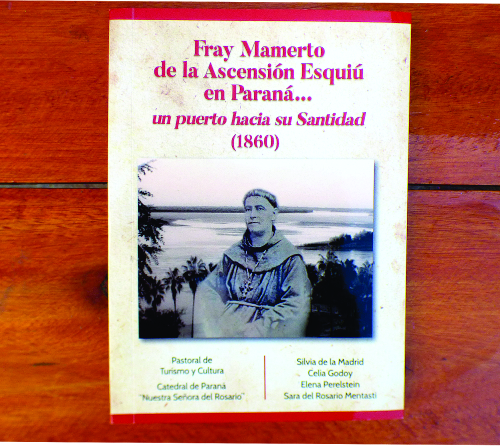 Fray Mamerto
de la Ascensión Esquiú
en Paraná...
un puerto hacia su Santidad
(1860)
Pastoral de
Turismo y Cultura
Catedral de Paraná
"Nuestra Señora del Rosario"
Silvia de la Madrid
Celia Godoy
Elena Perelstein
Sara del Rosario Mentasti